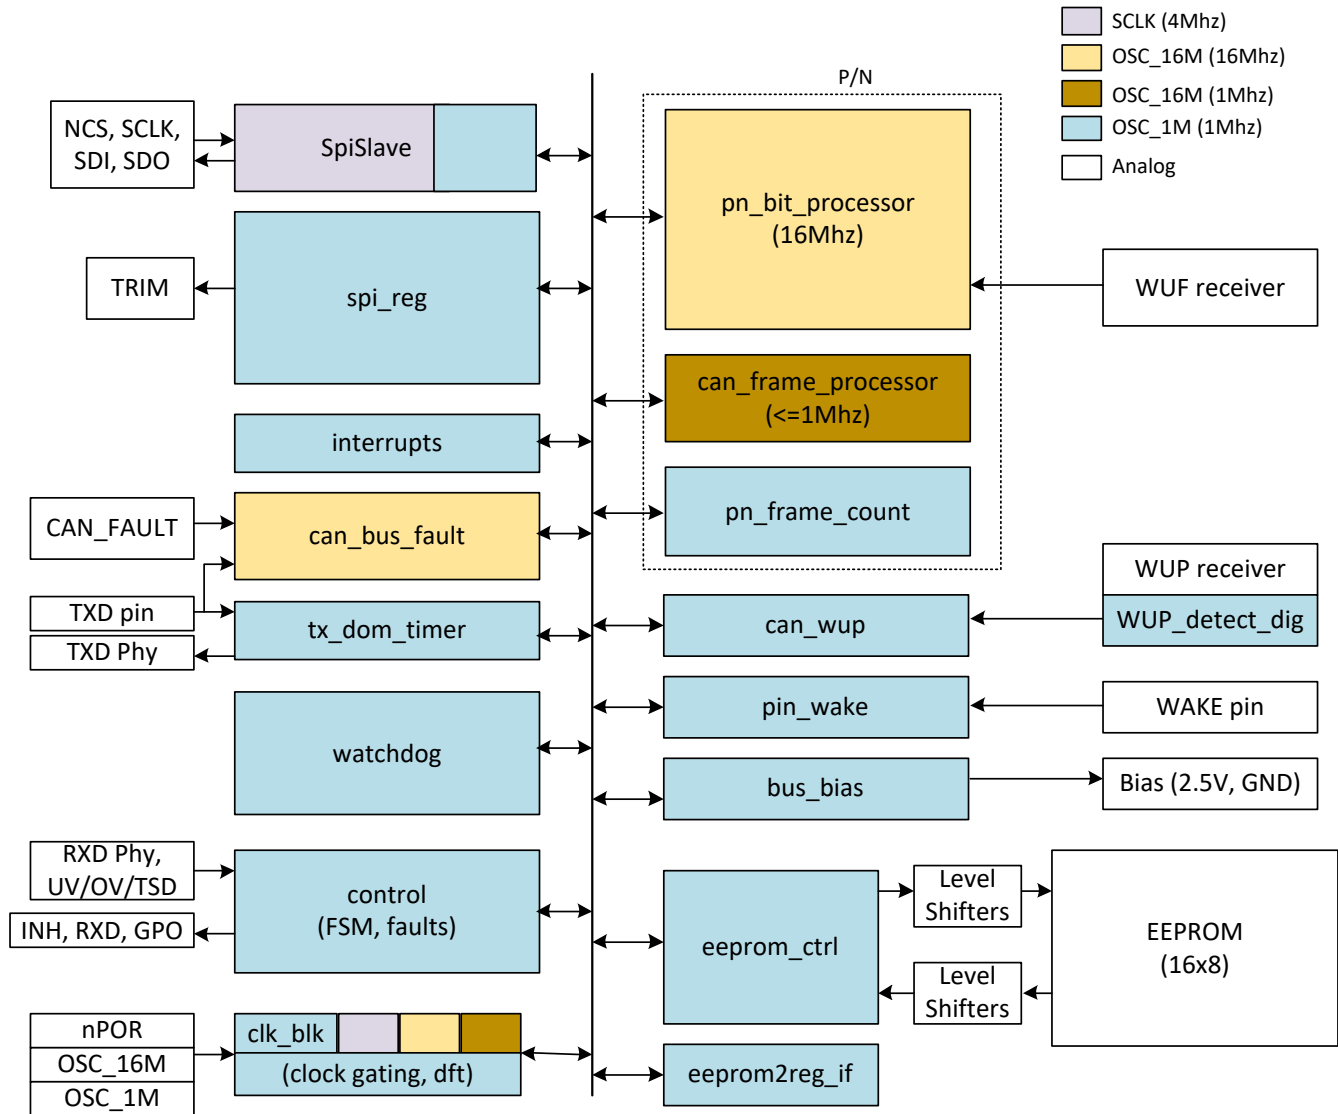 SCLK (4Mhz)
OSC_16M (16Mhz)
OSC_16M (1Mhz)
OSC_1M (1Mhz)
Analog
P/N
NCS, SCLK,
SDI, SDO
SpiSlave
TRIM
spi_reg
interrupts
CAN_FAULT
can_bus_fault
TXD pin
TXD Phy
tx_dom_timer
watchdog
RXD Phy,
UV/OV/TSD
INH, RXD, GPO
control
(FSM, faults)
nPOR
OSC_16M
OSC_1M
clk_blk
(clock gating, dft)
pn_bit_processor
(16Mhz)
WUF receiver
can_frame_processor
(<=1Mhz)
pn_frame_count
WUP receiver
WUP_detect_dig
can_wup
pin_wake
WAKE pin
bus_bias
Bias (2.5V, GND)
eeprom_ctrl
Level
Shifters
Level
Shifters
EEPROM
(16x8)
eeprom2reg_if